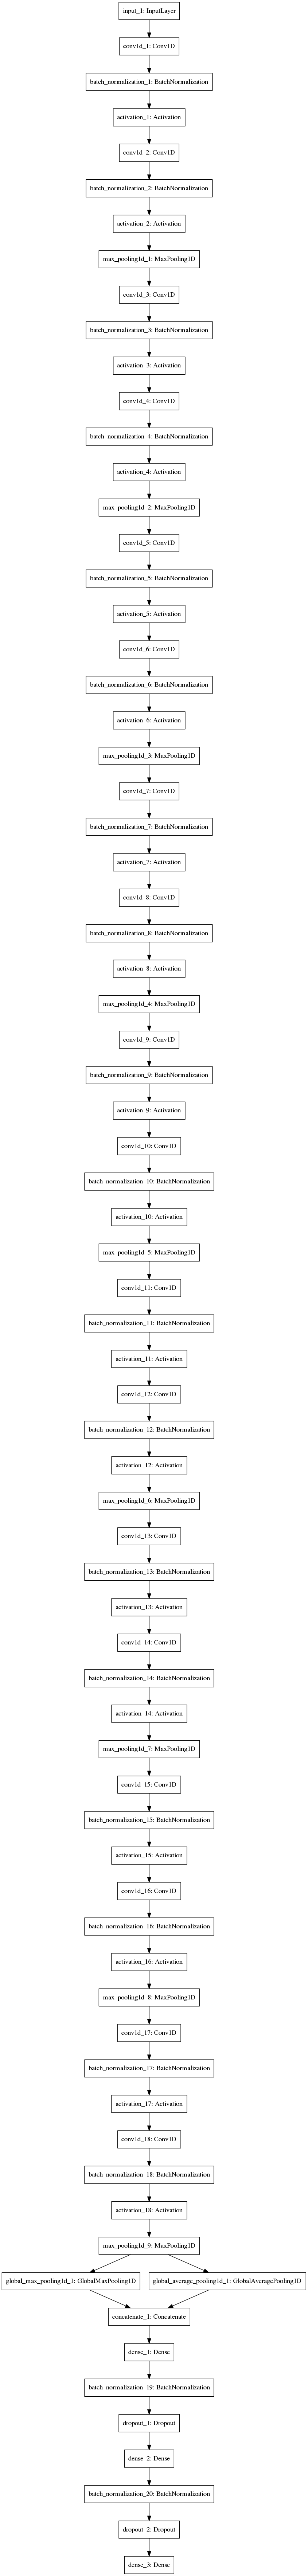 input_1: InputLayer
conv1d_1: Conv1D
batch_normalization_1: BatchNormalization
activation_1: Activation
conv1d_2: Conv1D
batch_normalization_2: BatchNormalization
activation_2: Activation
max_pooling1d_1: MaxPooling1D
conv1d_3: Conv1D
batch_normalization_3: BatchNormalization
activation_3: Activation
conv1d_4: Conv1D
batch_normalization_4: BatchNormalization
activation_4: Activation
max_pooling1d_2: MaxPooling1D
conv1d_5: Conv1D
batch_normalization_5: BatchNormalization
activation_5: Activation
conv1d_6: Conv1D
batch_normalization_6: BatchNormalization
activation_6: Activation
max_pooling1d_3: MaxPooling1D
conv1d_7: Conv1D
batch_normalization_7: BatchNormalization
activation_7: Activation
conv1d_8: Conv1D
batch_normalization_8: BatchNormalization
activation_8: Activation
max_pooling1d_4: MaxPooling1D
conv1d_9: Conv1D
batch_normalization_9: BatchNormalization
activation_9: Activation
conv1d_10: Conv1D
batch_normalization_10: BatchNormalization
activation_10: Activation
max_pooling1d_5: MaxPooling1D
conv1d_11: Conv1D
batch_normalization_11: BatchNormalization
activation_11: Activation
conv1d_12: Conv1D
batch_normalization_12: BatchNormalization
activation_12: Activation
max_pooling1d_6: MaxPooling1D
conv1d_13: Conv1D
batch_normalization_13: BatchNormalization
activation_13: Activation
conv1d_14: Conv1D
batch_normalization_14: BatchNormalization
activation_14: Activation
max_pooling1d_7: MaxPooling1D
conv1d_15: Conv1D
batch_normalization_15: BatchNormalization
activation_15: Activation
conv1d_16: Conv1D
batch_normalization_16: BatchNormalization
activation_16: Activation
max_pooling1d_8: MaxPooling1D
conv1d_17: Conv1D
batch_normalization_17: BatchNormalization
activation_17: Activation
conv1d_18: Conv1D
batch_normalization_18: BatchNormalization
activation_18: Activation
max_pooling1d_9: MaxPooling1D
global_max_pooling1d_1: GlobalMaxPooling1D
global_average_pooling1d_1: GlobalAveragePooling1D
concatenate_1: Concatenate
dense_1: Dense
batch_normalization_19: BatchNormalization
dropout_1: Dropout
dense_2: Dense
batch_normalization_20: BatchNormalization
dropout_2: Dropout
dense_3: Dense